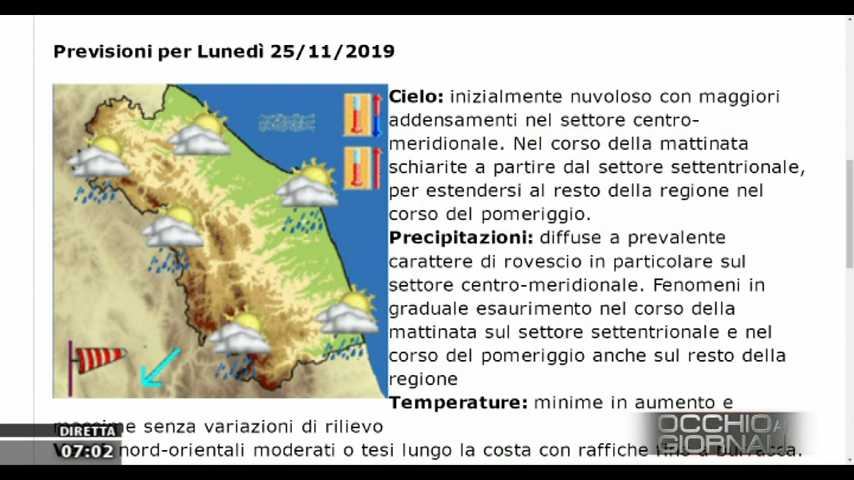 Previsioni per Lunedì 25/11/2019
Cielo: inizialmente nuvoloso con maggiori
addensamenti nel settore centro-
meridionale. Nel corso della mattinata
schiarite a partire dal settore settentrionale,
per estendersi al resto della regione nel
corso del pomeriggio.
Precipitazioni: diffuse a prevalente
carattere di rovescio in particolare sul
settore centro-meridionale. Fenomeni in
graduale esaurimento nel corso della
mattinata sul settore settentrionale e nel
corso del pomeriggio anche sul resto della
regione
Temperature: minime in aumento e
senza variazioni di rilievo
nord-orientali moderati o tesi lungo la costa con raffiche
DIRETTA
07:02
OCCHIO AI
GIORNALI